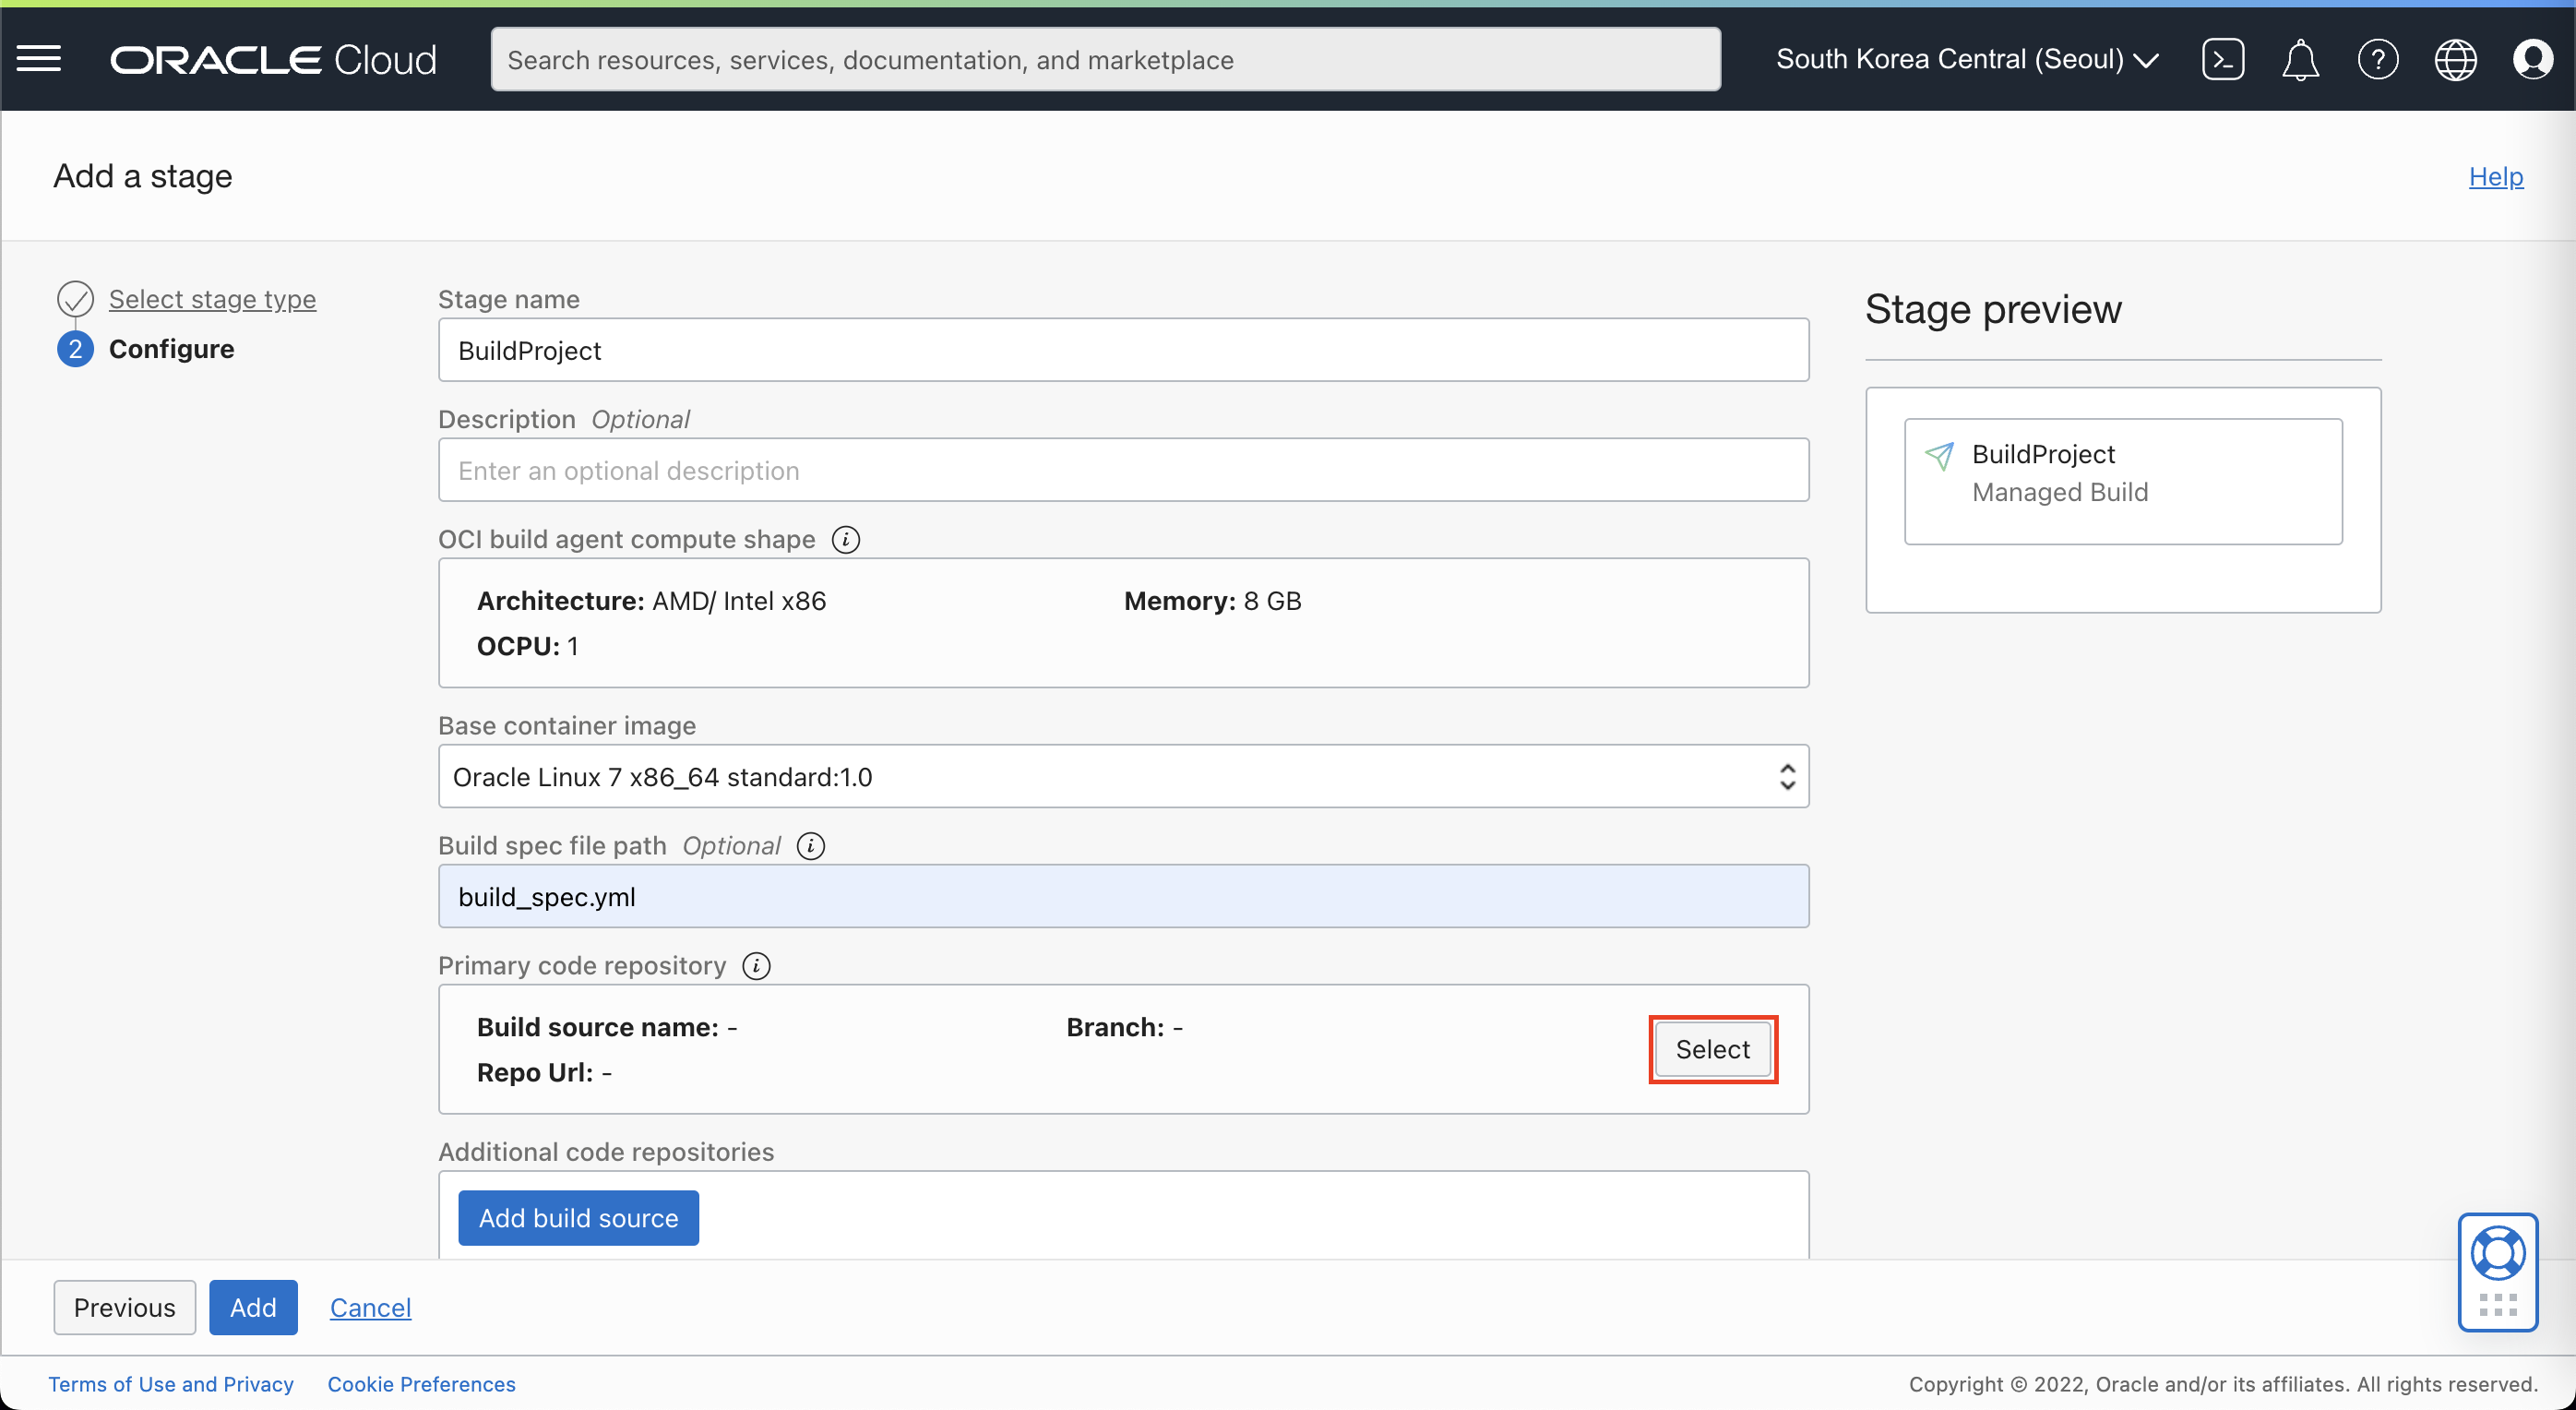 ORACLE Cloud
Search resources, services, documentation, and marketplace
South Korea Central (Seoul)
Add a stage
Help
Select stage type
2 Configure
Stage name
BuildProject
Description Optional
Enter an optional description
OCI build agent compute shape
Architecture: AMD/ Intel x86
Memory: 8 GB
OCPU: 1
Base container image
Oracle Linux 7 x86_64 standard:1.0
Build spec file path Optional
build_spec.yml
Primary code repository
Build source name: -
Branch: -
Repo Url: -
Select
Additional code repositories
Add build source
Stage preview
BuildProject
Managed Build
Previous
Add
Cancel
Terms of Use and Privacy
Cookie Preferences
Copyright © 2022, Oracle and/or its affiliates. All rights reserved.